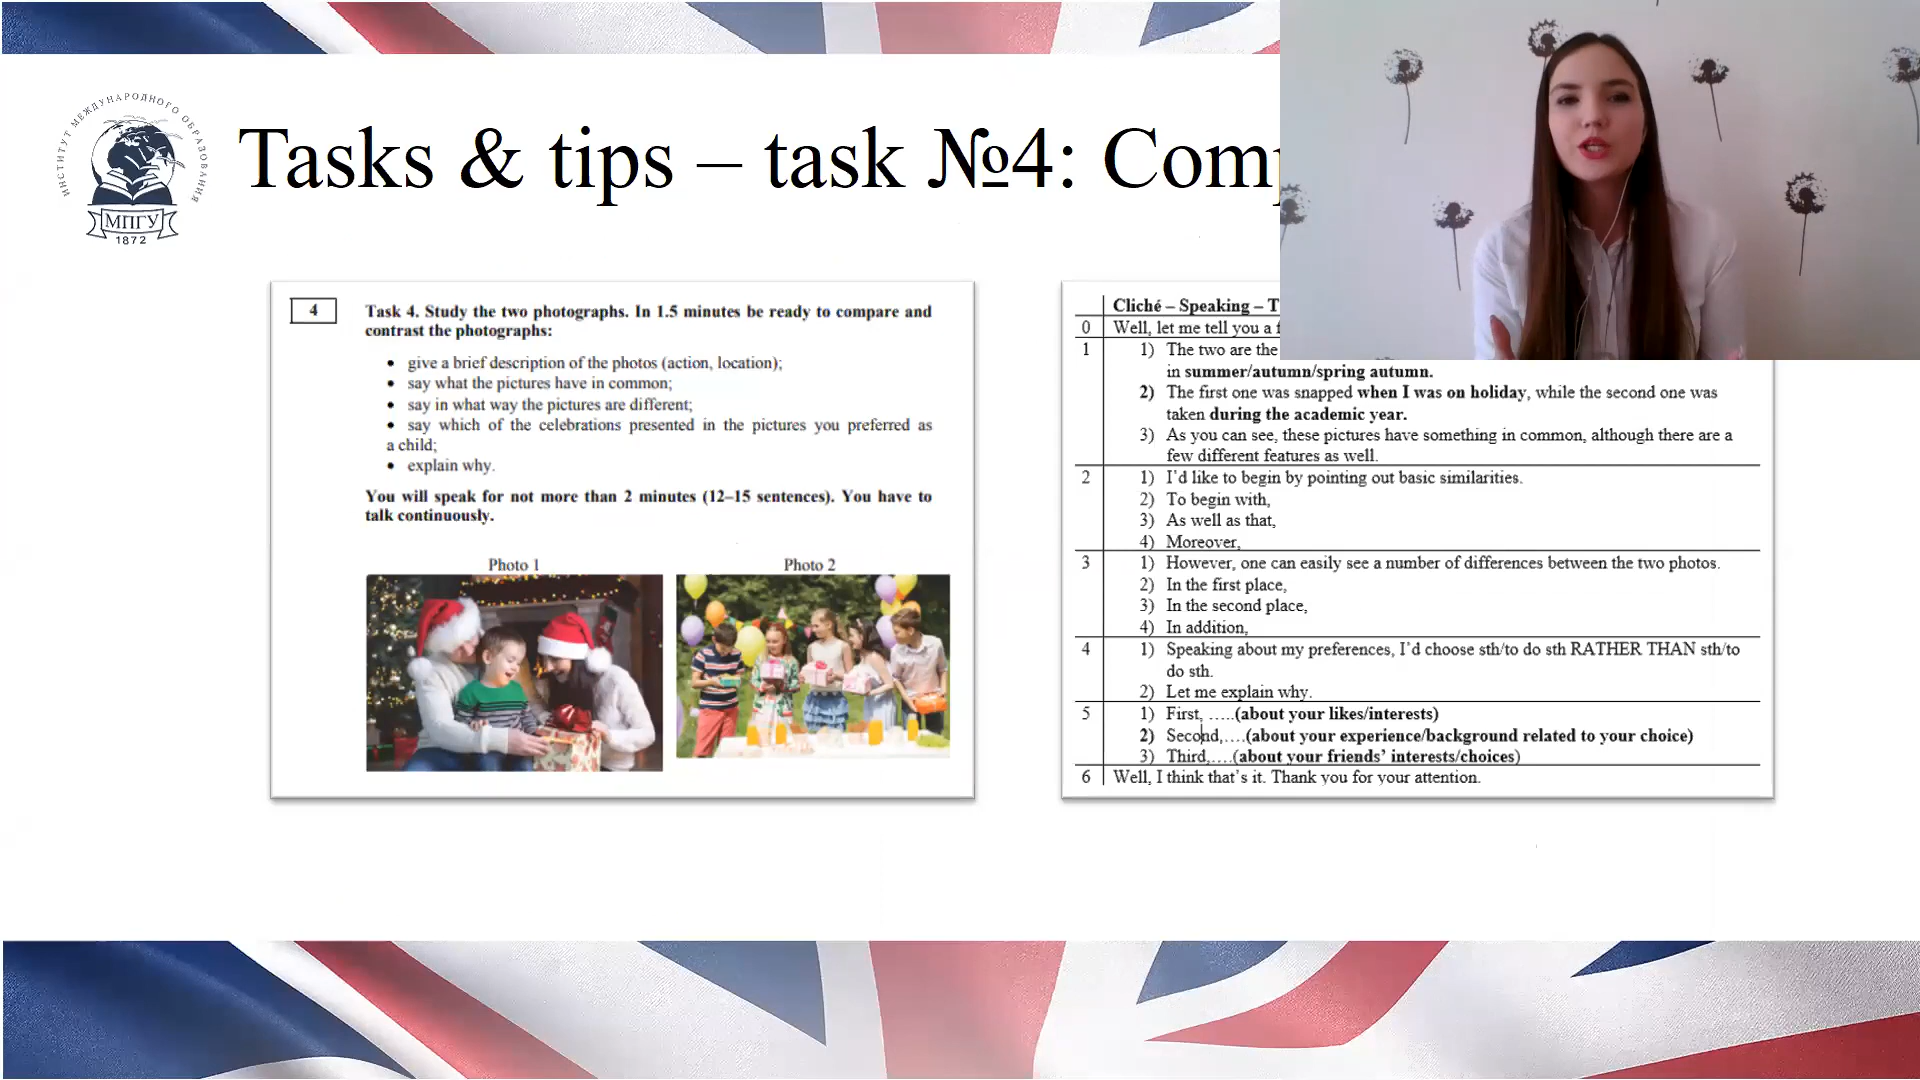 ИНСТИТУТ МЕЖДУНАРОДНОГО ОБРАЗОВАНИЯ
МПГУ
1872
Tasks & tips – task №4: Com
4
Task 4. Study the two photographs. In 1.5 minutes be ready to compare and
contrast the photographs:
• give a brief description of the photos (action, location);
• say what the pictures have in common;
• say in what way the pictures are different;
• say which of the celebrations presented in the pictures you preferred as
a child;
• explain why.
You will speak for not more than 2 minutes (12–15 sentences). You have to
talk continuously.
Photo 1
Photo 2
Cliché – Speaking – T
0 Well, let me tell you a f
1 1) The two are the
in summer/autumn/spring autumn.
2) The first one was snapped when I was on holiday, while the second one was
taken during the academic year.
3) As you can see, these pictures have something in common, although there are a
few different features as well.
2 1) I’d like to begin by pointing out basic similarities.
2) To begin with,
3) As well as that,
4) Moreover,
3 1) However, one can easily see a number of differences between the two photos.
2) In the first place,
3) In the second place,
4) In addition,
4 1) Speaking about my preferences, I’d choose sth/to do sth RATHER THAN sth/to
do sth.
2) Let me explain why.
5 1) First, …..(about your likes/interests)
2) Second,….(about your experience/background related to your choice)
3) Third,….(about your friends’ interests/choices)
6 Well, I think that’s it. Thank you for your attention.